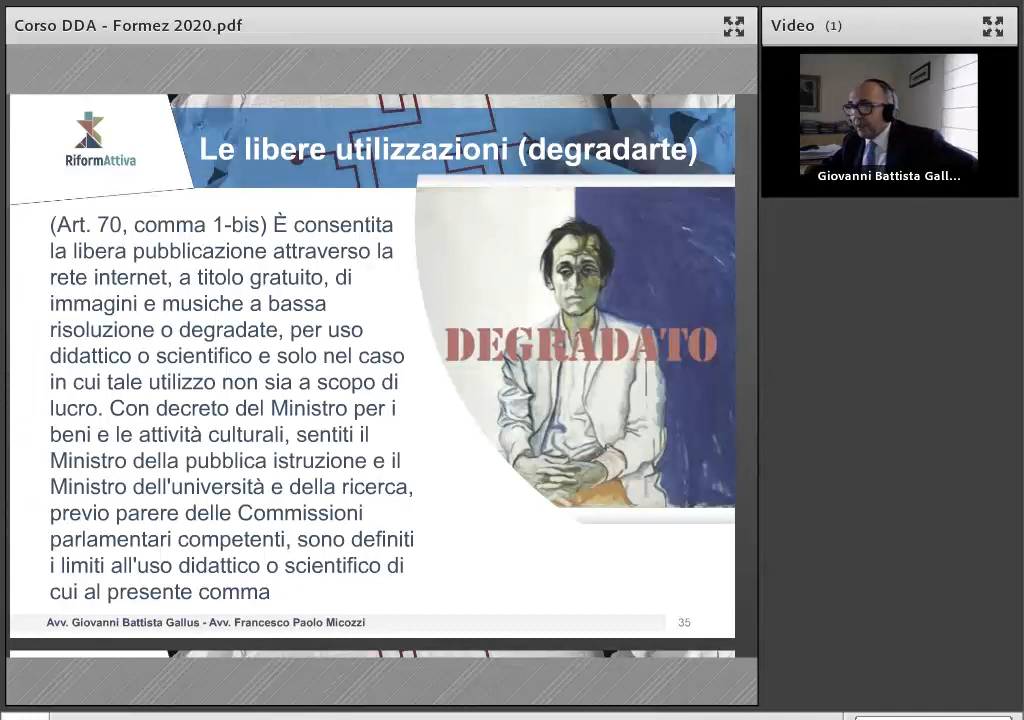 Corso DDA - Formez 2020.pdf
Video (1)
RiformAttiva
Le libere utilizzazioni (degradarte)
Giovanni Battista Gall...
(Art. 70, comma 1-bis) È consentita
la libera pubblicazione attraverso la
rete internet, a titolo gratuito, di
immagini e musiche a bassa
risoluzione o degradate, per uso
didattico o scientifico e solo nel caso
in cui tale utilizzo non sia a scopo di
lucro. Con decreto del Ministro per i
beni e le attività culturali, sentiti il
Ministro della pubblica istruzione e il
Ministro dell'università e della ricerca,
previo parere delle Commissioni
parlamentari competenti, sono definiti
i limiti all'uso didattico o scientifico di
cui al presente comma
DEGRADATO
Avv. Giovanni Battista Gallus - Avv. Francesco Paolo Micozzi
35